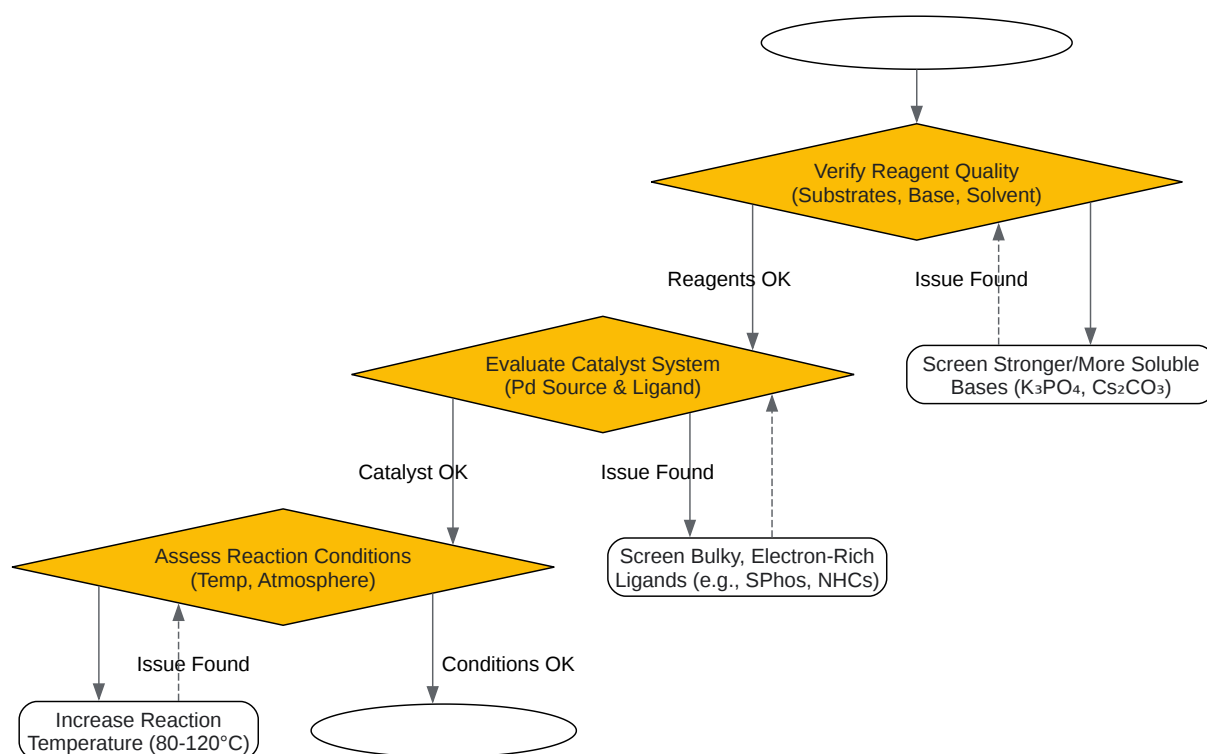 Verify Reagent Quality
(Substrates, Base, Solvent)
Reagents OK
Issue Found
Evaluate Catalyst System
(Pd Source & Ligand)
Screen Stronger/More Soluble
Bases (K₃PO₄, Cs₂CO₃)
Catalyst OK
Issue Found
Assess Reaction Conditions
(Temp, Atmosphere)
Screen Bulky, Electron-Rich
Ligands (e.g., SPhos, NHCs)
Issue Found
Conditions OK
Increase Reaction
Temperature (80-120°C)